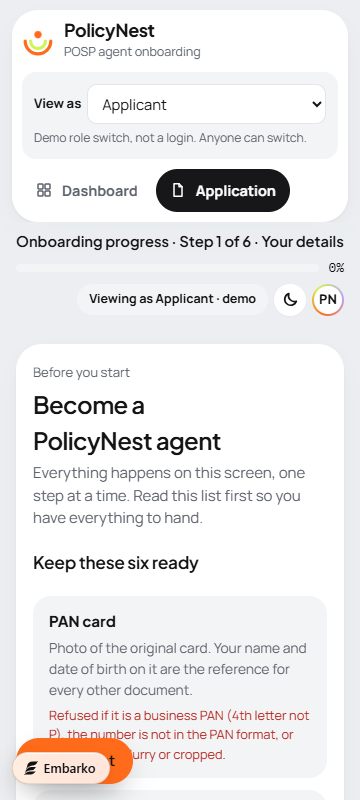 PolicyNest
POSP agent onboarding
View as
Applicant
Demo role switch, not a login. Anyone can switch.
Dashboard
Application
Onboarding progress · Step 1 of 6 · Your details
0%
Viewing as Applicant · demo
PN
Before you start
Become a
PolicyNest agent
Everything happens on this screen, one
step at a time. Read this list first so you
have everything to hand.
Keep these six ready
PAN card
Photo of the original card. Your name and
date of birth on it are the reference for
every other document.
Refused if it is a business PAN (4th letter not
P), the number is not in the PAN format, or
blurry or cropped.
Embarko